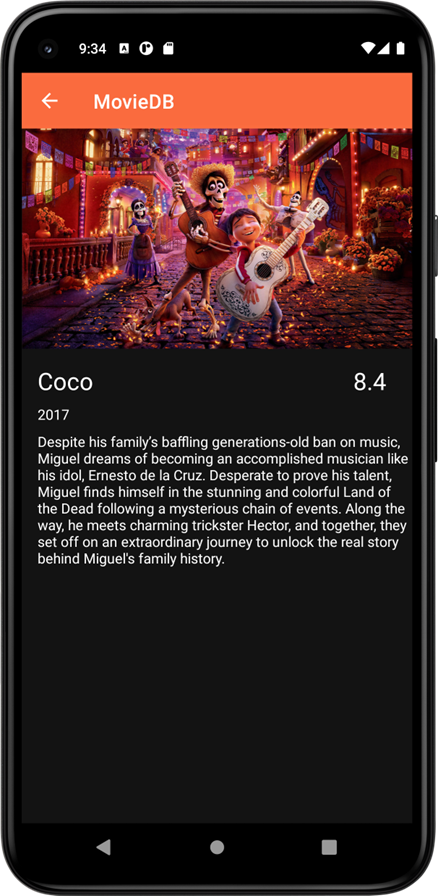 9:34
MovieDB
Coco 8.4
2017
Despite his family’s baffling generations-old ban on music,
Miguel dreams of becoming an accomplished musician like
his idol, Ernesto de la Cruz. Desperate to prove his talent,
Miguel finds himself in the stunning and colorful Land of
the Dead following a mysterious chain of events. Along the
way, he meets charming trickster Hector, and together, they
set off on an extraordinary journey to unlock the real story
behind Miguel's family history.